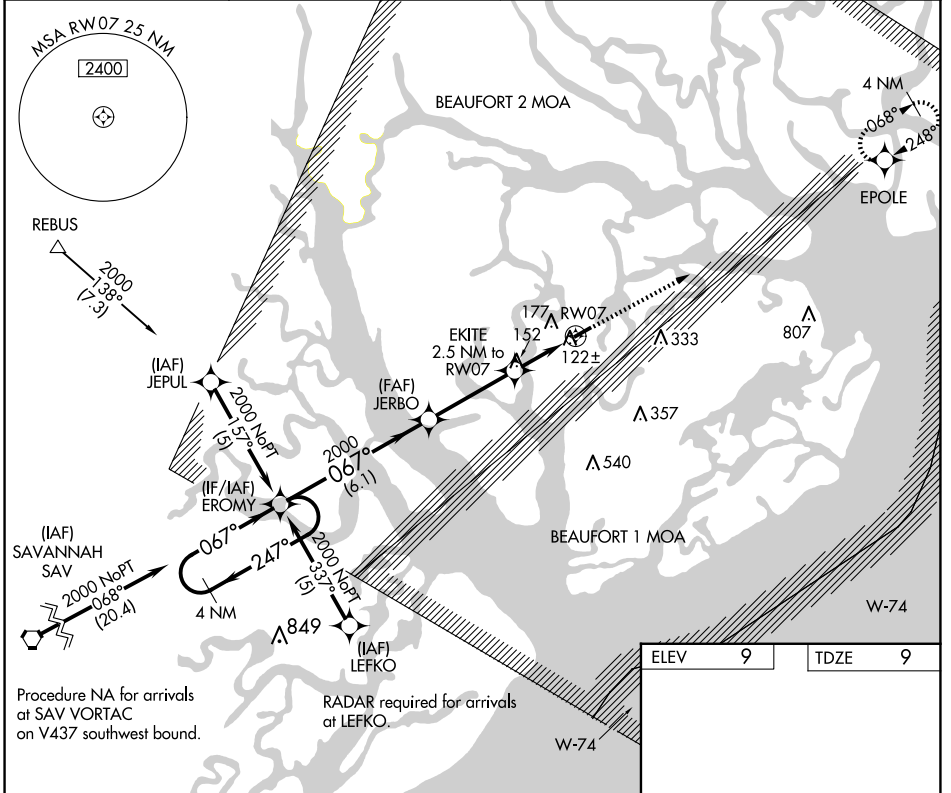 MSA RW07 25 NM
2400
BEAUFORT 2 MOA
4 NM
068°
248°
EPOLE
REBUS
2000
138°
(7.3)
177
RW07
EKITE
2.5 NM to
RW07
152
122±
333
807
(IAF)
JEPUL
2000 NoPT
157°
(5)
(FAF)
JERBO
357
2000
067°
(6.1)
540
(IF/IAF)
EROMY
BEAUFORT 1 MOA
(IAF)
SAVANNAH
SAV
2000 NoPT
068°
(20.4)
067°
247°
4 NM
2000 NoPT
337°
(5)
849
(IAF)
LEFKO
W-74
Procedure NA for arrivals
at SAV VORTAC
on V437 southwest bound.
RADAR required for arrivals
at LEFKO.
W-74
ELEV 9
TDZE 9